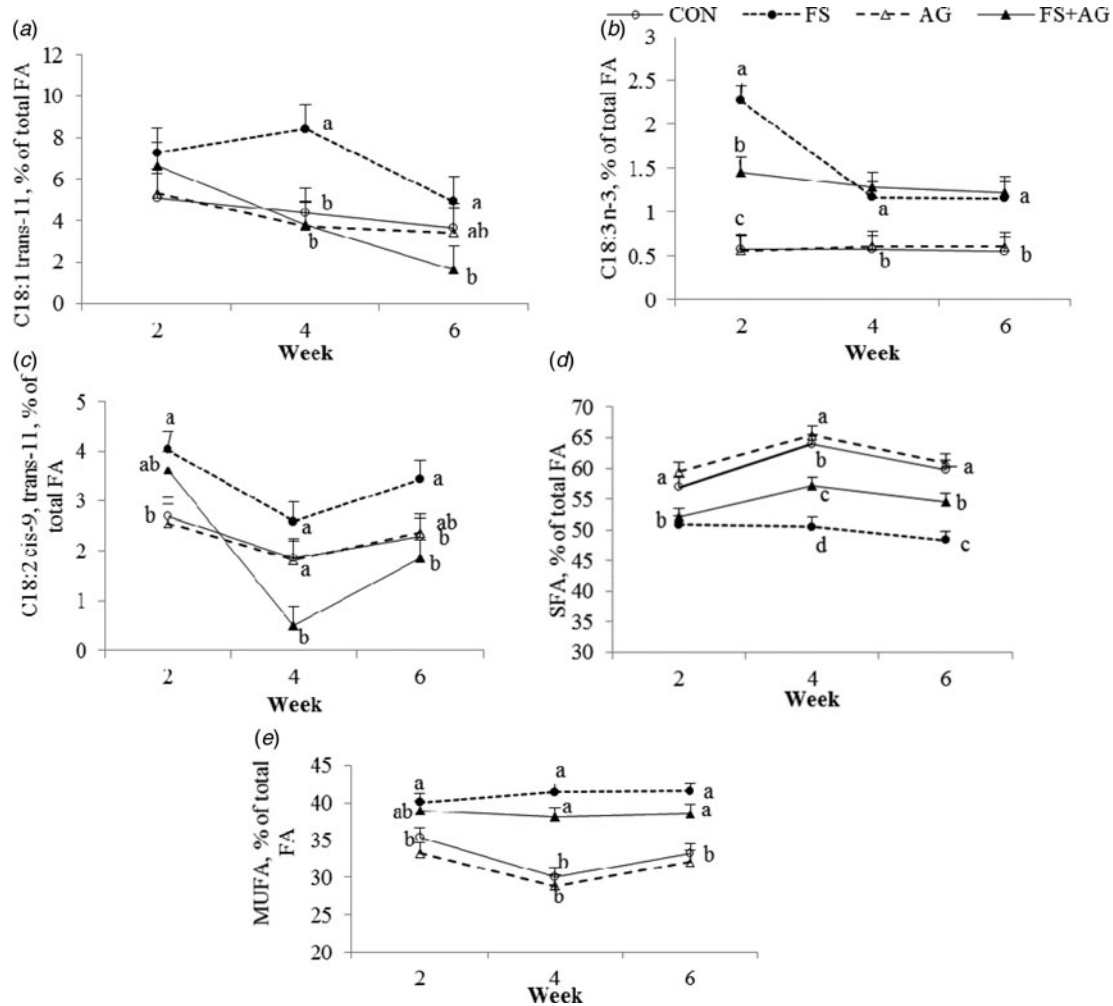 CON FS AG FS+AG
(a)
C18:1 trans-11, % of total FA
12
10
8
6
4
2
0
a
b
b
a
ab
b
2 4 6
Week
(b)
C18:3 n-3, % of total FA
3
2.5
2
1.5
1
0.5
0
a
b
c
a
b
a
b
2 4 6
Week
(c)
C18:2 cis-9, trans-11, % of
total FA
5
4
3
2
1
0
a
ab
b
a
a
b
a
ab
b
b
2 4 6
Week
(d)
SFA, % of total FA
70
65
60
55
50
45
40
35
30
a
b
a
b
c
d
a
b
c
2 4 6
Week
(e)
MUFA, % of total
FA
45
40
35
30
25
20
a
ab
b
a
a
b
b
a
a
b
2 4 6
Week